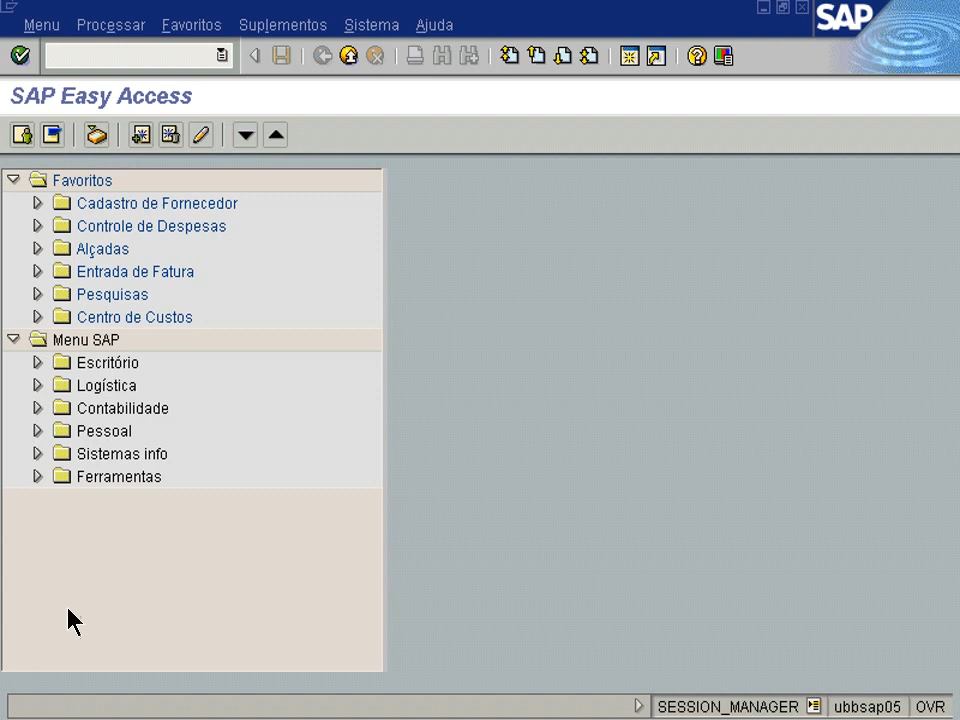 Menu Processar Favoritos Suplementos Sistema Ajuda
SAP
SAP Easy Access
Favoritos
Cadastro de Fornecedor
Controle de Despesas
Alçadas
Entrada de Fatura
Pesquisas
Centro de Custos
Menu SAP
Escritório
Logística
Contabilidade
Pessoal
Sistemas info
Ferramentas
SESSION_MANAGER ubbsap05 OVR